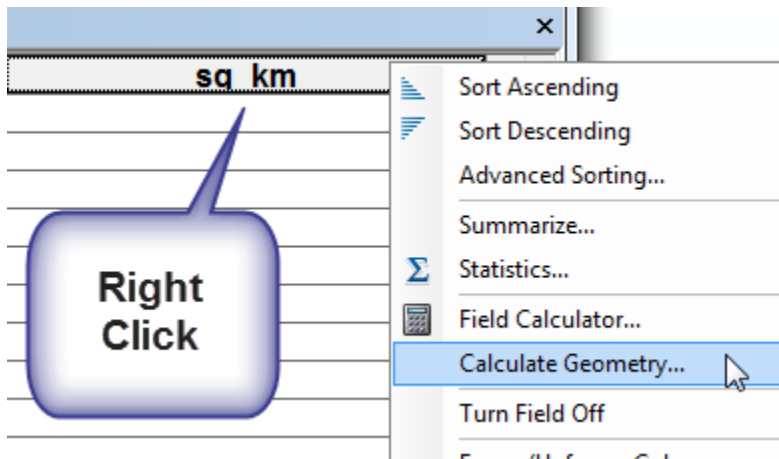 sq_km
Sort Ascending
Sort Descending
Advanced Sorting...
Summarize...
Statistics...
Field Calculator...
Calculate Geometry...
Turn Field Off
Right
Click